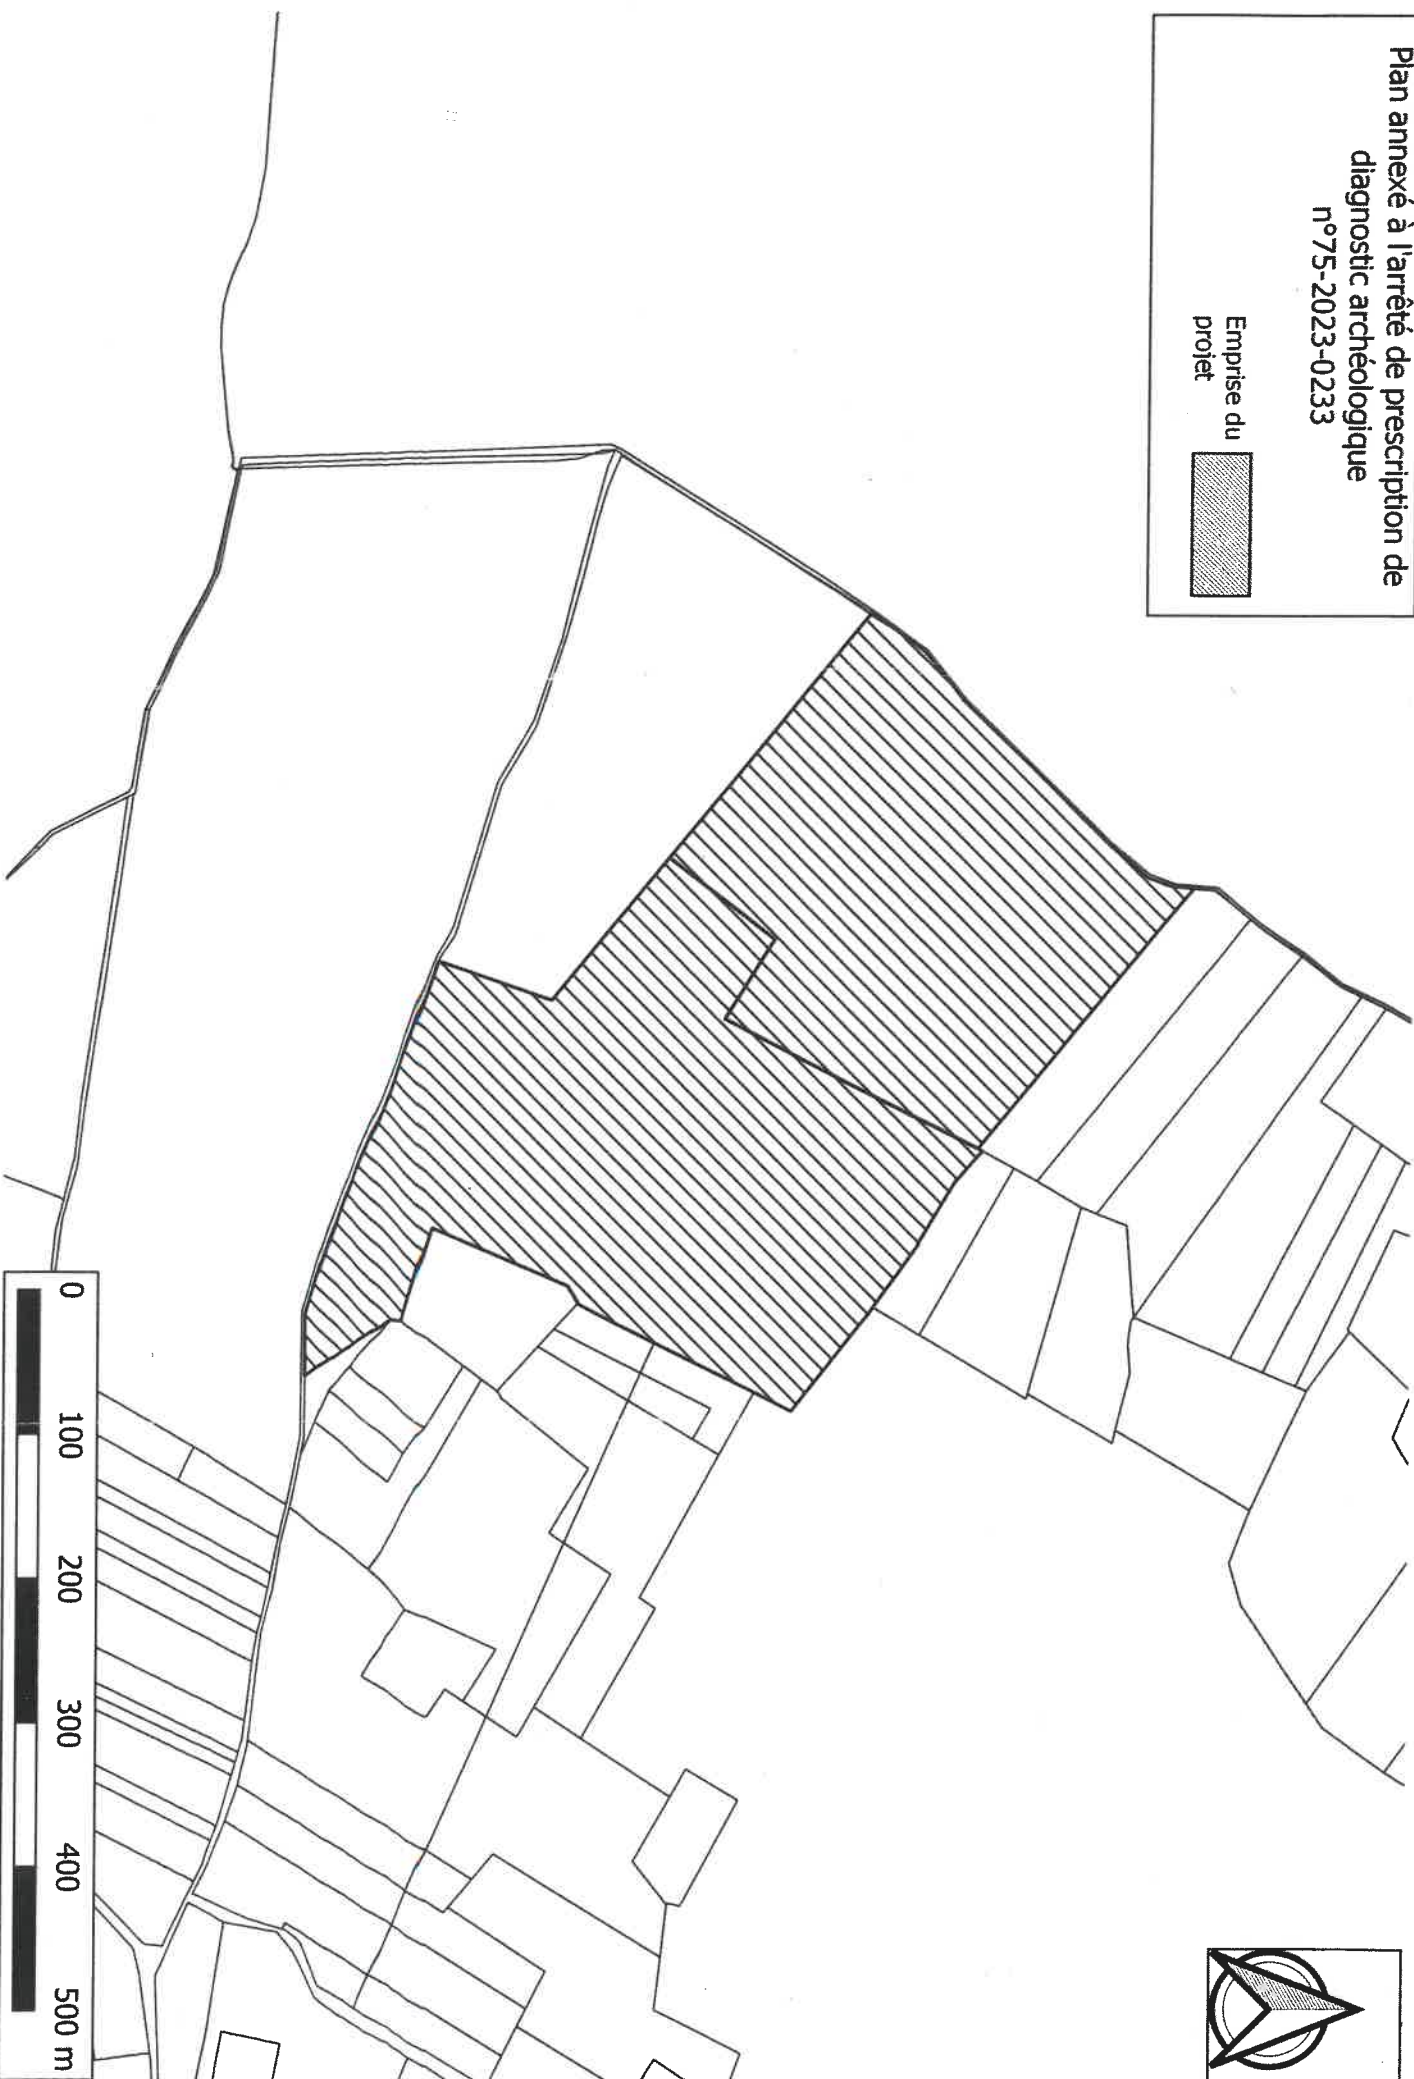 Plan annexé à l'arrêté de prescription de
diagnostic archéologique
n°75-2023-0233
Emprise du
projet
0 100 200 300 400 500 m